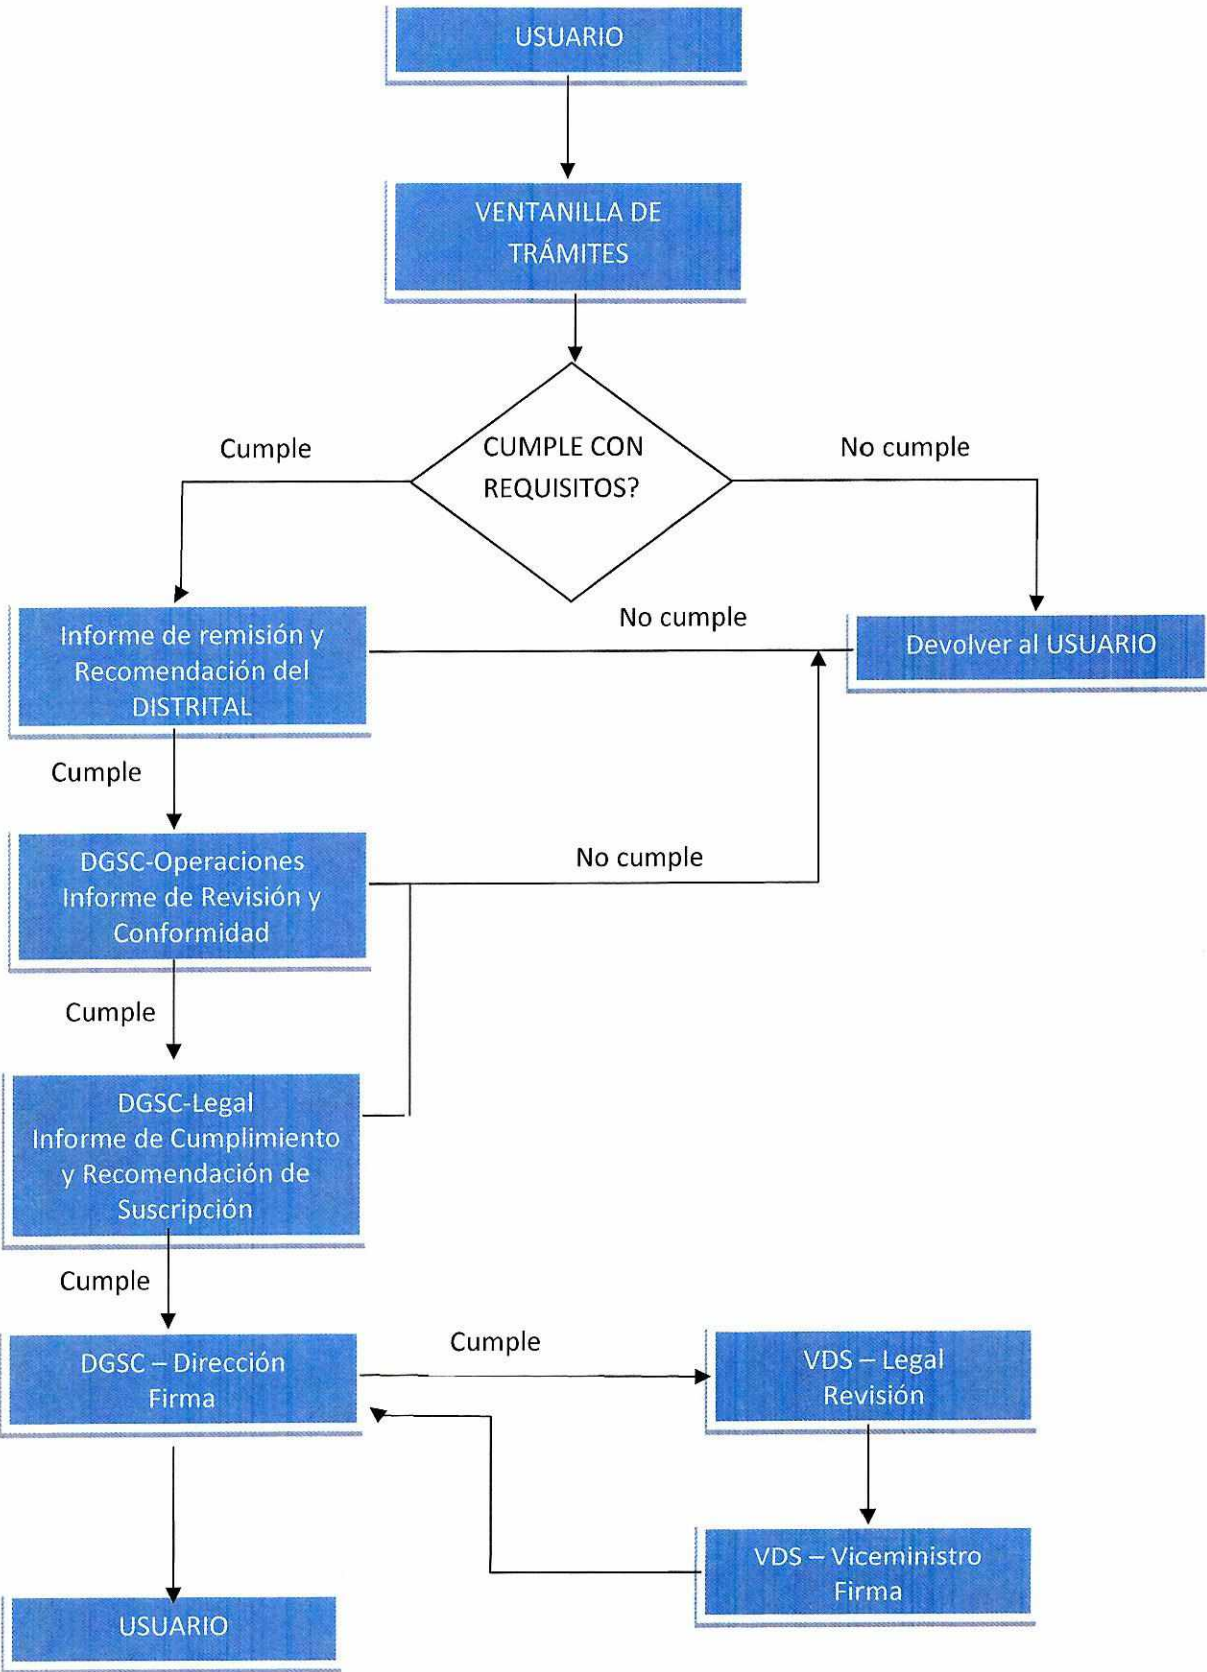 USUARIO
VENTANILLA DE
TRÁMITES
CUMPLE CON
REQUISITOS?
Cumple
No cumple
Informe de remisión y
Recomendación del
DISTRITAL
No cumple
Devolver al USUARIO
Cumple
DGSC-Operaciones
Informe de Revisión y
Conformidad
No cumple
Cumple
DGSC-Legal
Informe de Cumplimiento
y Recomendación de
Suscripción
Cumple
DGSC – Dirección
Firma
Cumple
VDS – Legal
Revisión
VDS – Viceministro
Firma
USUARIO